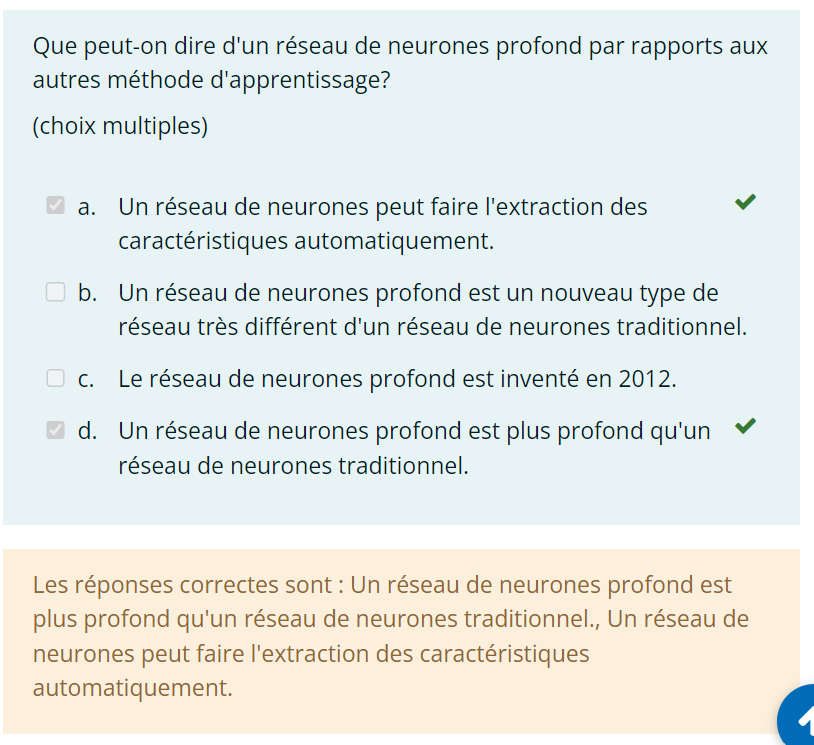 Que peut-on dire d'un réseau de neurones profond par rapports aux
autres méthode d'apprentissage?
(choix multiples)
a. Un réseau de neurones peut faire l'extraction des
caractéristiques automatiquement.
b. Un réseau de neurones profond est un nouveau type de
réseau très différent d'un réseau de neurones traditionnel.
c. Le réseau de neurones profond est inventé en 2012.
d. Un réseau de neurones profond est plus profond qu'un
réseau de neurones traditionnel.
Les réponses correctes sont : Un réseau de neurones profond est
plus profond qu'un réseau de neurones traditionnel., Un réseau de
neurones peut faire l'extraction des caractéristiques
automatiquement.